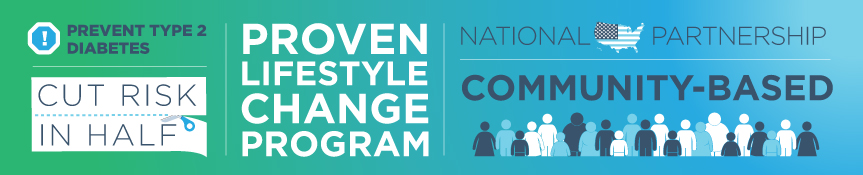 PREVENT TYPE 2
DIABETES
CUT RISK
IN HALF
PROVEN
LIFESTYLE
CHANGE
PROGRAM
NATIONAL PARTNERSHIP
COMMUNITY-BASED